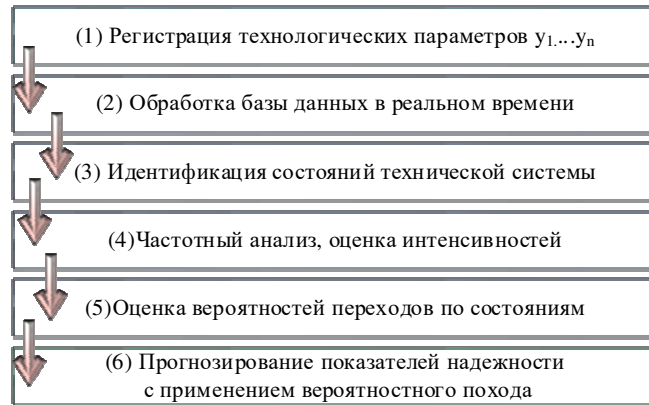 (1) Регистрация технологических параметров y1....yn
(2) Обработка базы данных в реальном времени
(3) Идентификация состояний технической системы
(4)Частотный анализ, оценка интенсивностей
(5)Оценка вероятностей переходов по состояниям
(6) Прогнозирование показателей надежности
с применением вероятностного похода